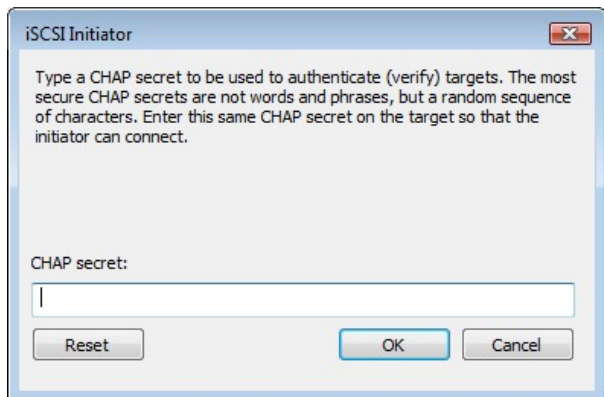 iSCSI Initiator
Type a CHAP secret to be used to authenticate (verify) targets. The most
secure CHAP secrets are not words and phrases, but a random sequence
of characters. Enter this same CHAP secret on the target so that the
initiator can connect.
CHAP secret:
Reset OK Cancel